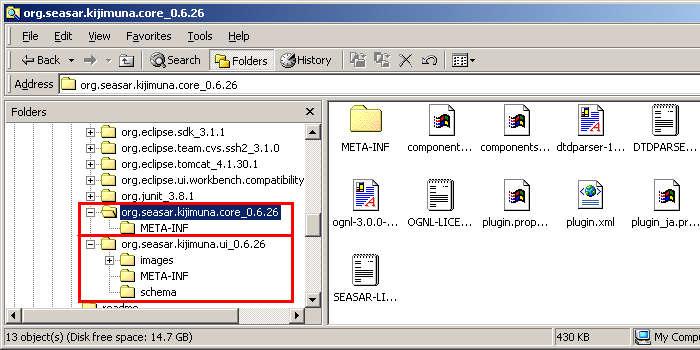 org.seasar.kijimuna.core_0.6.26
File Edit View Favorites Tools Help
Back Search Folders History
Address org.seasar.kijimuna.core_0.6.26
Folders
org.eclipse.sdk_3.1.1
org.eclipse.team.cvs.ssh2_3.1.0
org.eclipse.tomcat_4.1.30.1
org.eclipse.ui.workbench.compatibility
org.junit_3.8.1
org.seasar.kijimuna.core_0.6.26
META-INF
org.seasar.kijimuna.ui_0.6.26
images
META-INF
schema
readme
META-INF component... components... dtdparser-1... DTDPARSE...
ognl-3.0.0-... OGNL-LICE... plugin.prop... plugin.xml plugin_ja.pr...
SEASAR-LI...
13 object(s) (Disk free space: 14.7 GB) 430 KB My Compu